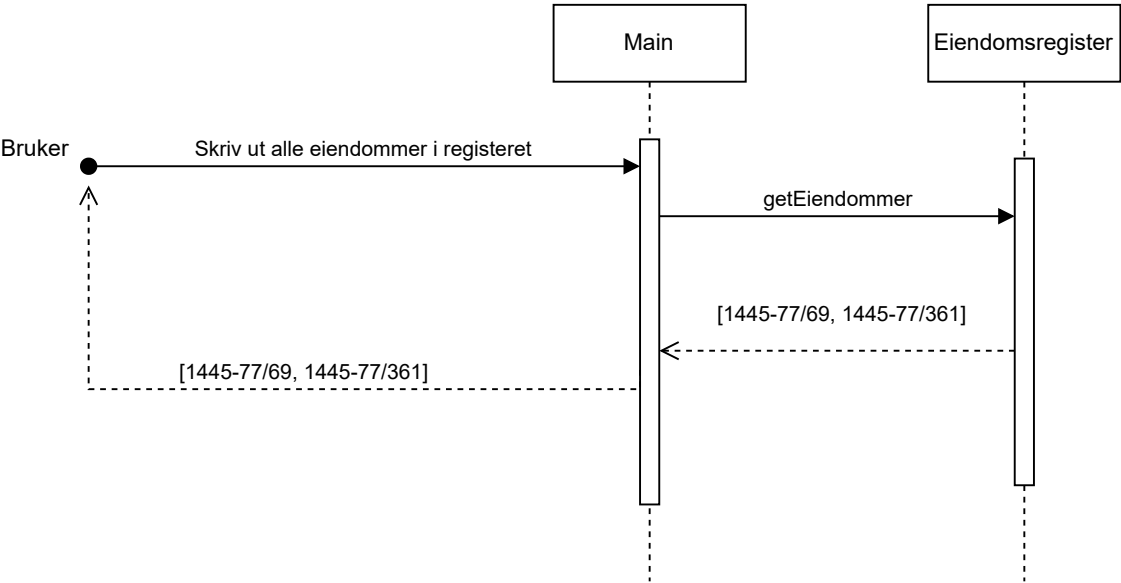 Main
Eiendomsregister
Bruker
Skriv ut alle eiendommer i registeret
getEiendommer
[1445-77/69, 1445-77/361]
[1445-77/69, 1445-77/361]